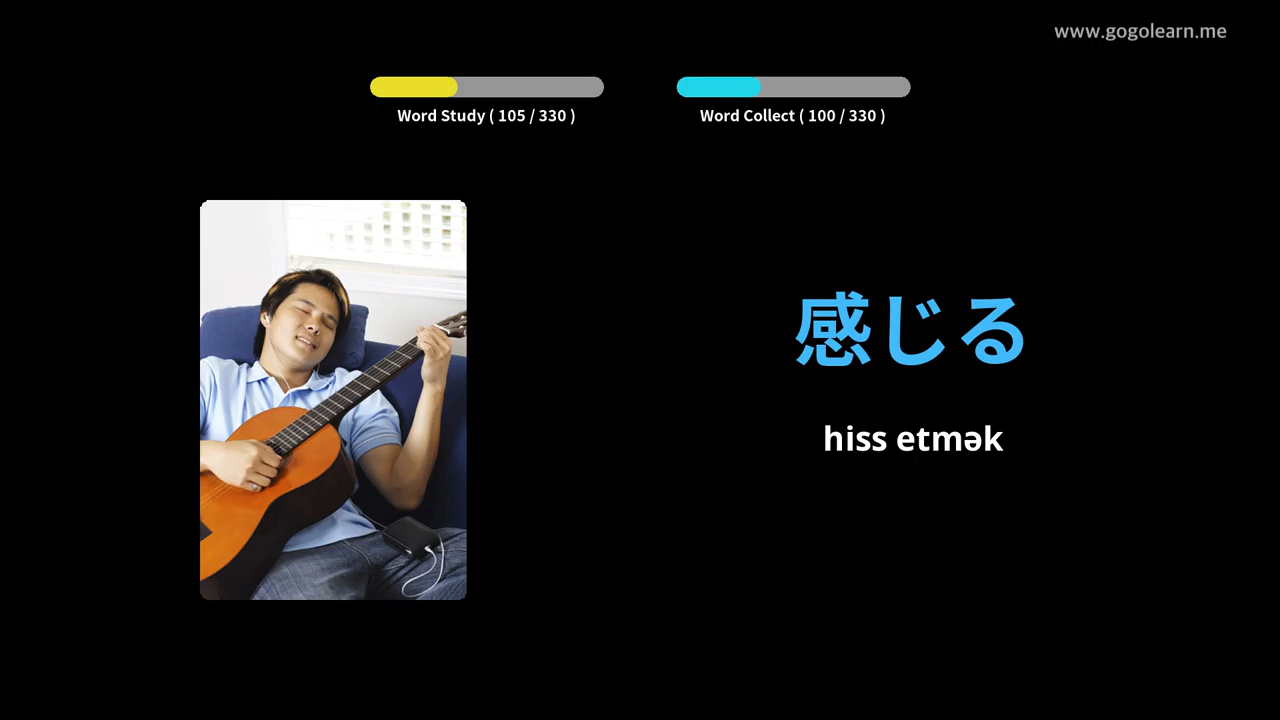 www.gogolearn.me
Word Study ( 105 / 330 )
Word Collect ( 100 / 330 )
感じる
hiss etmək